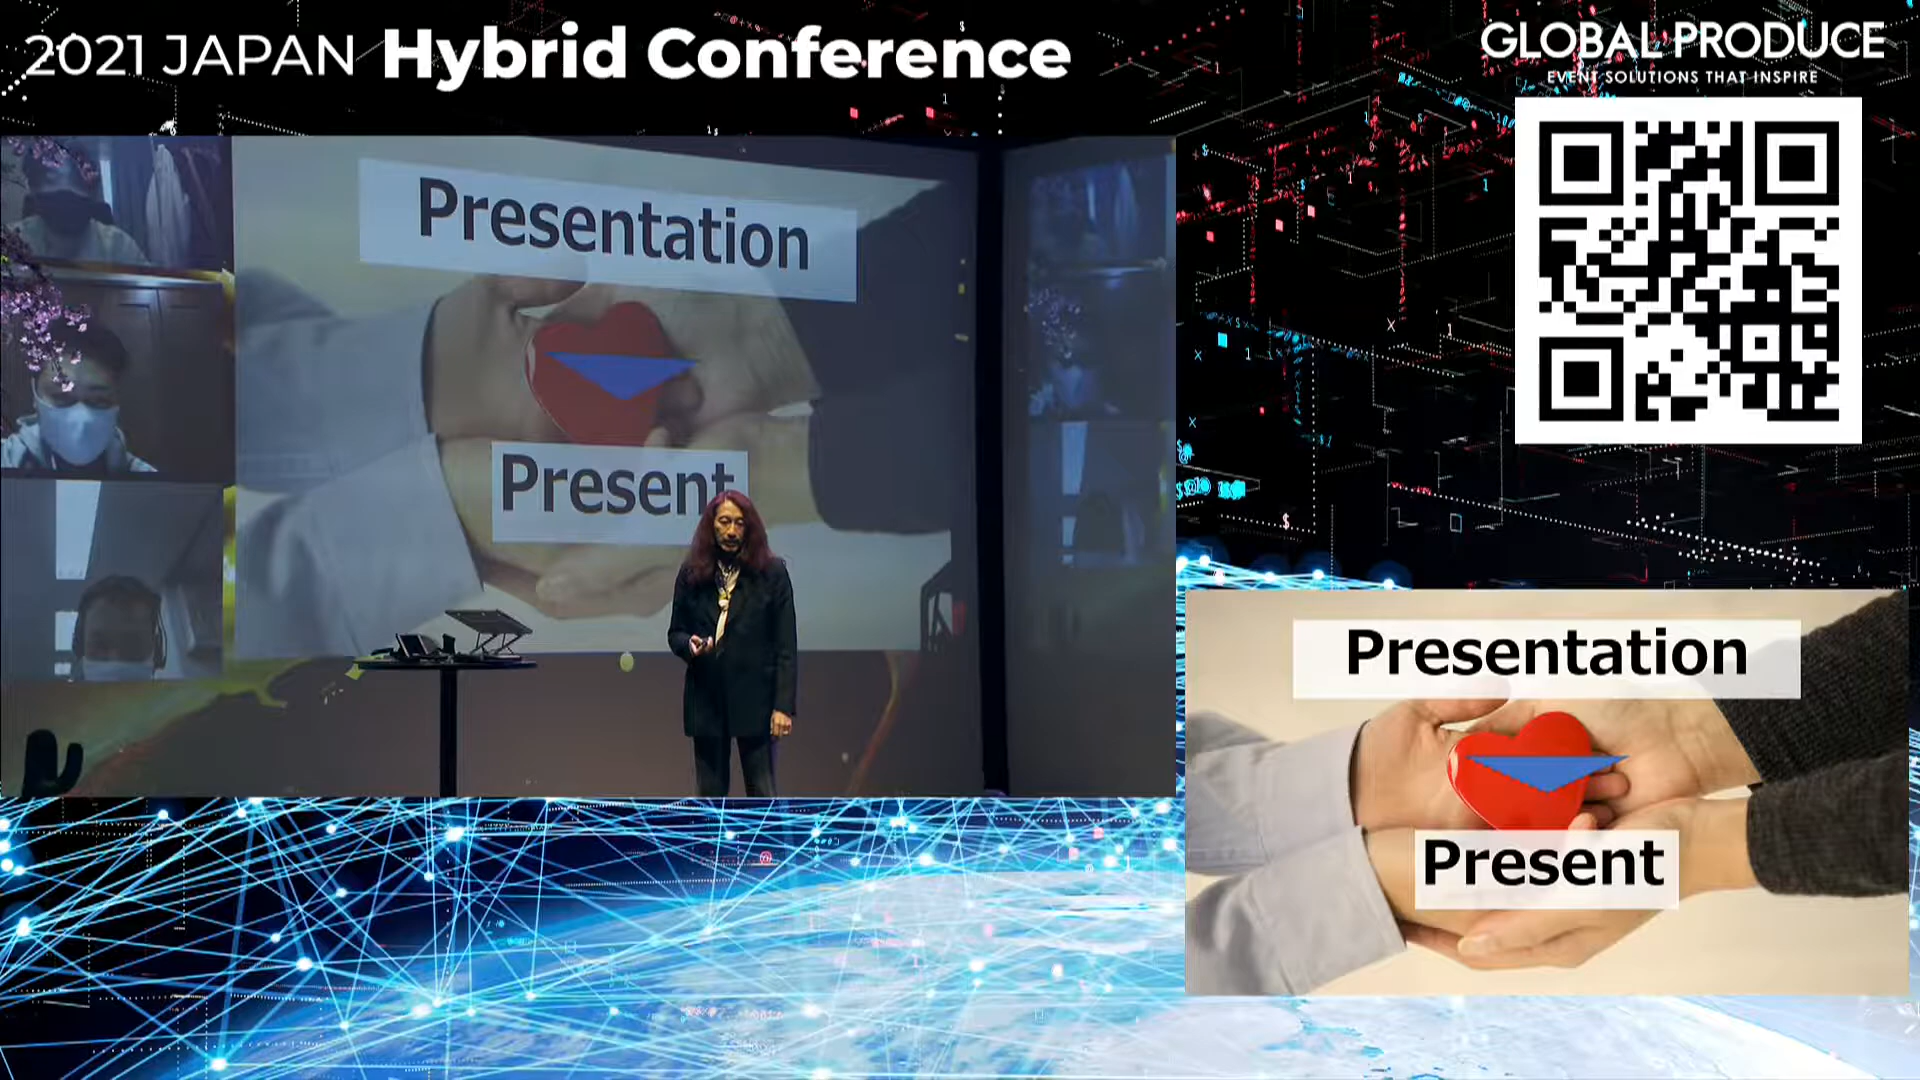 2021 JAPAN Hybrid Conference
GLOBAL PRODUCE
EVENT SOLUTIONS THAT INSPIRE
Presentation
Present
Presentation
Present